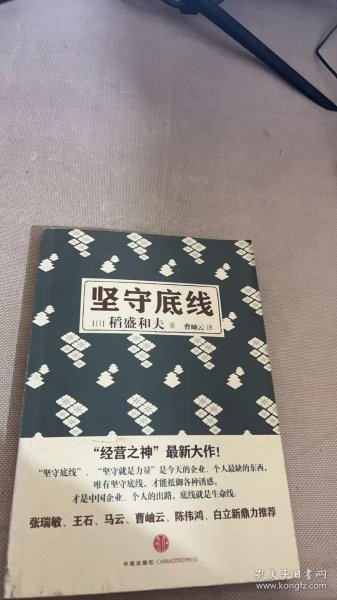 坚守底线
[日] 稻盛和夫 著 曹岫云 译
“经营之神”最新大作！
“坚守底线”、“坚守就是力量”是今天的企业、个人最缺的东西，
唯有坚守底线，才能抵御各种诱惑，
才是中国企业、个人的出路，底线就是生命线。
张瑞敏、王石、马云、曹岫云、陈伟鸿、白立新鼎力推荐
中信出版社·CHINACITICPRESS
孔夫子旧书网
kongfz.com